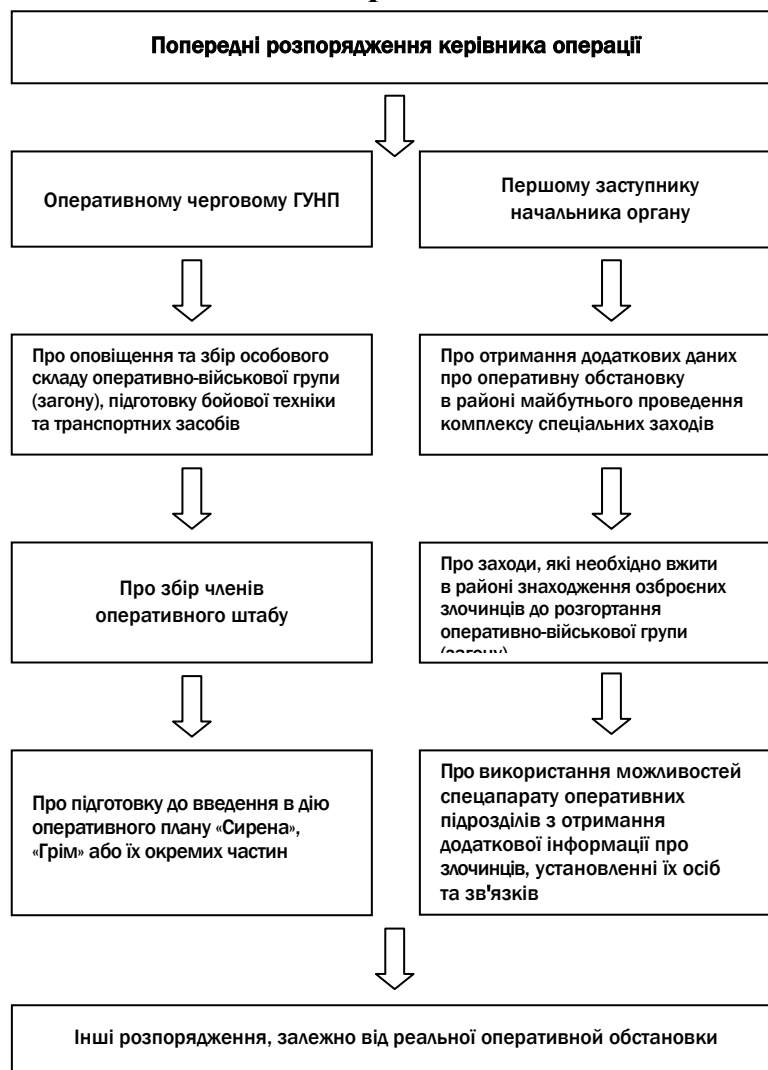 Попередні розпорядження керівника операції
Оперативному черговому ГУНП
Першому заступнику
начальника органу
Про оповіщення та збір особового
складу оперативно-військової групи
(загону), підготовку бойової техніки
та транспортних засобів
Про отримання додаткових даних
про оперативну обстановку
в районі майбутнього проведення
комплексу спеціальних заходів
Про збір членів
оперативного штабу
Про заходи, які необхідно вжити
в районі знаходження озброєних
злочинців до розгортання
оперативно-військової групи
(загону)
Про підготовку до введення в дію
оперативного плану «Сирена»,
«Грім» або їх окремих частин
Про використання можливостей
спецапарату оперативних
підрозділів з отримання
додаткової інформації про
злочинців, установленні їх осіб
та зв'язків
Інші розпорядження, залежно від реальної оперативної обстановки